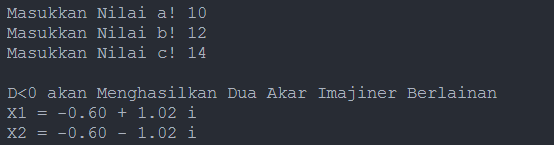 Masukkan Nilai a! 10
Masukkan Nilai b! 12
Masukkan Nilai c! 14
D<0 akan Menghasilkan Dua Akar Imajiner Berlainan
X1 = -0.60 + 1.02 i
X2 = -0.60 - 1.02 i